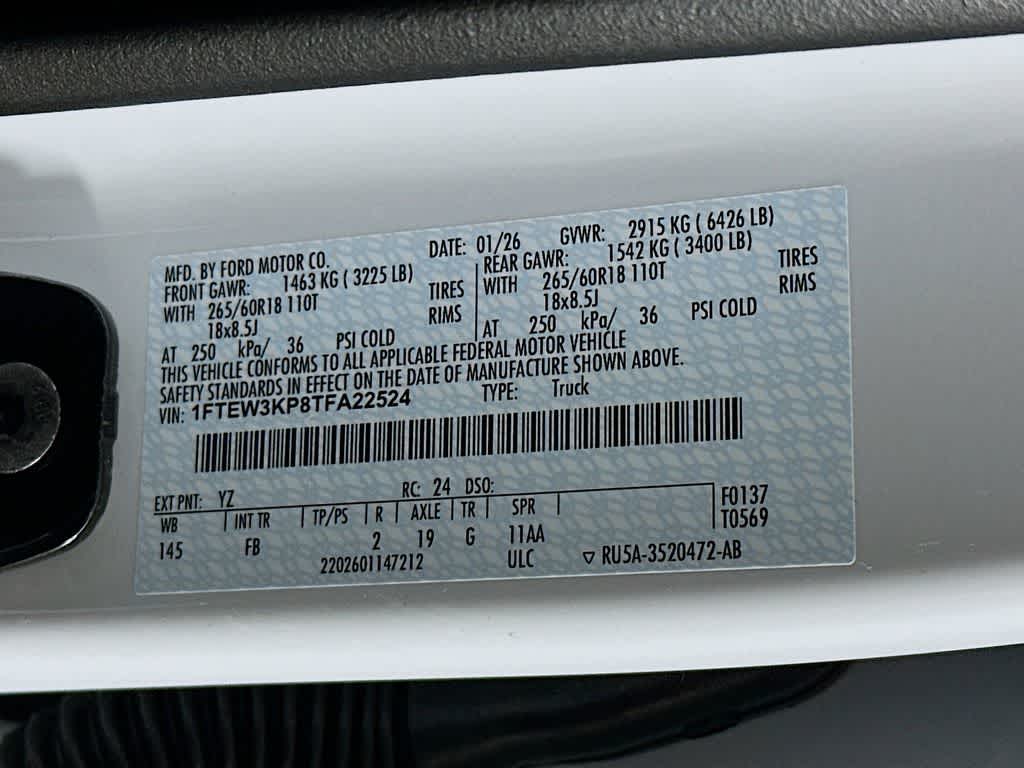 MFD. BY FORD MOTOR CO.
DATE: 01/26
GVWR: 2915 KG ( 6426 LB)
FRONT GAWR: 1463 KG ( 3225 LB)
WITH 265/60R18 110T TIRES
18x8.5J RIMS
AT 250 kPa/ 36 PSI COLD
REAR GAWR: 1542 KG ( 3400 LB)
WITH 265/60R18 110T TIRES
18x8.5J RIMS
AT 250 kPa/ 36 PSI COLD
THIS VEHICLE CONFORMS TO ALL APPLICABLE FEDERAL MOTOR VEHICLE
SAFETY STANDARDS IN EFFECT ON THE DATE OF MANUFACTURE SHOWN ABOVE.
VIN: 1FTEW3KP8TFA22524 TYPE: Truck
EXT PNT: YZ RC: 24 DSO:
WB INT TR TP/PS R AXLE TR SPR F0137
145 FB 2 19 G 11AA T0569
2202601147212 ULC ▽ RU5A-3520472-AB